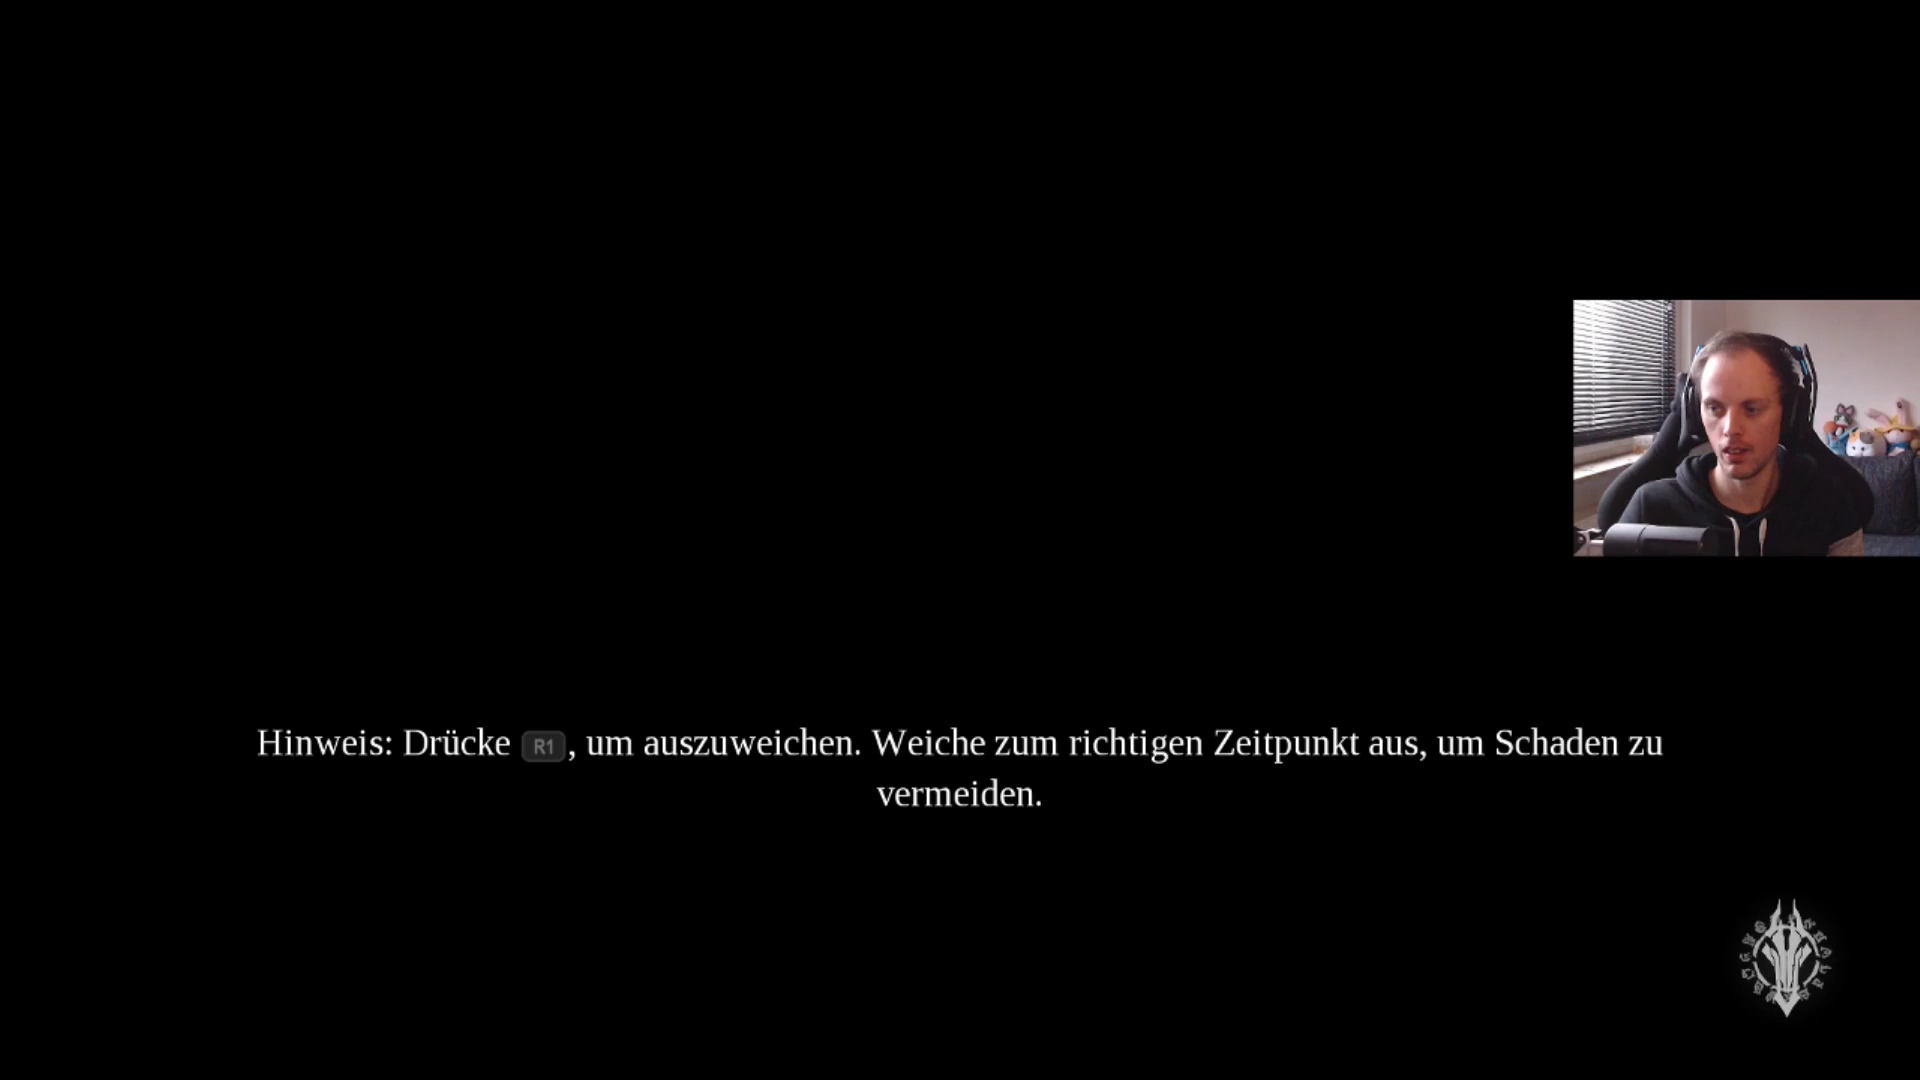 Hinweis: Drücke R1, um auszuweichen. Weiche zum richtigen Zeitpunkt aus, um Schaden zu
vermeiden.